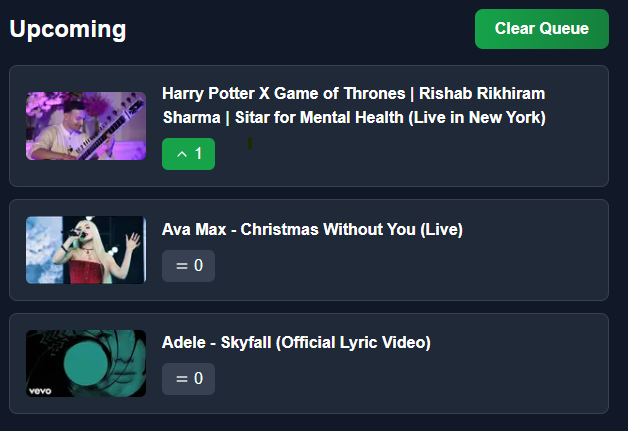 Upcoming
Clear Queue
Harry Potter X Game of Thrones | Rishab Rikhiram
Sharma | Sitar for Mental Health (Live in New York)
1
Ava Max - Christmas Without You (Live)
0
Adele - Skyfall (Official Lyric Video)
vevo
0